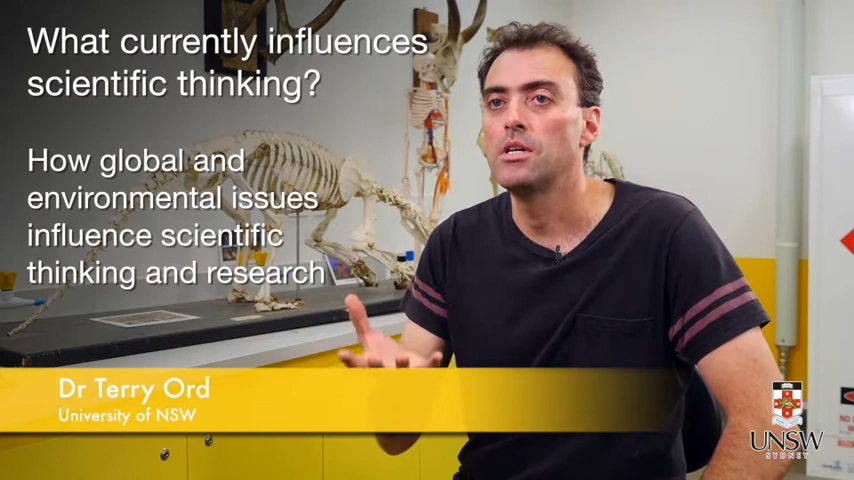 What currently influences
scientific thinking?
How global and
environmental issues
influence scientific
thinking and research
Dr Terry Ord
University of NSW
UNSW
SYDNEY